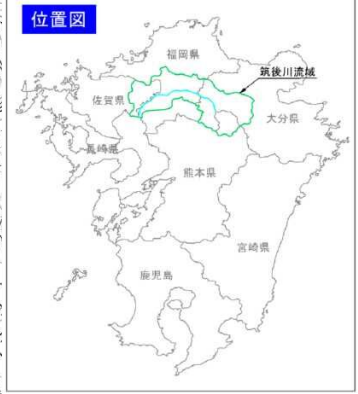 位置図
福岡県
筑後川流域
佐賀県
大分県
長崎県
熊本県
宮崎県
鹿児島